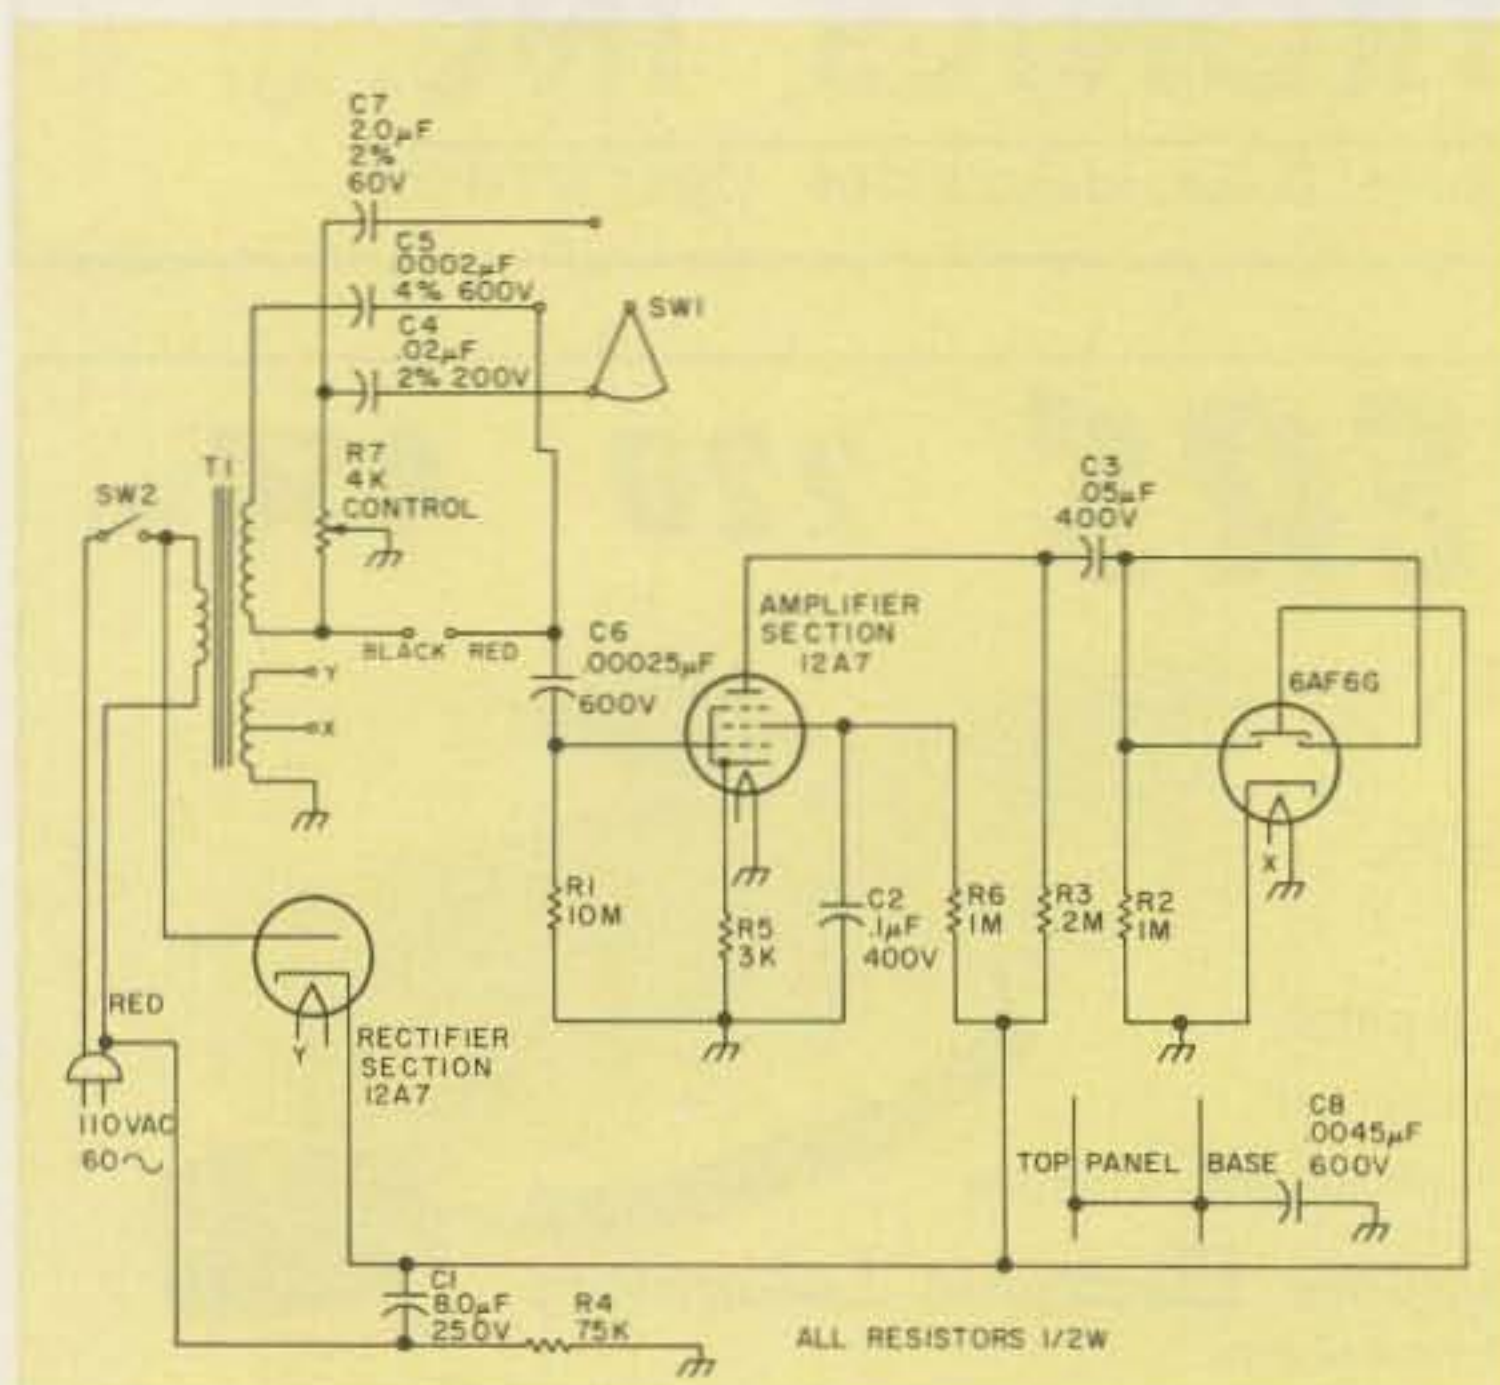 C7
2.0µF
2%
60V
C5
.0002µF
4% 600V
SW1
C4
.02µF
2% 200V
R7
4K
CONTROL
T1
SW2
C3
.05µF
400V
AMPLIFIER
SECTION
12A7
BLACK RED
C6
.00025µF
600V
6AF6G
Y
X
R1
10M
R5
3K
C2
.1µF
400V
R6
1M
R3
.2M
R2
1M
X
RED
Y
RECTIFIER
SECTION
12A7
110VAC
60~
TOP PANEL BASE
C8
.0045µF
600V
C1
8.0µF
250V
R4
75K
ALL RESISTORS 1/2W